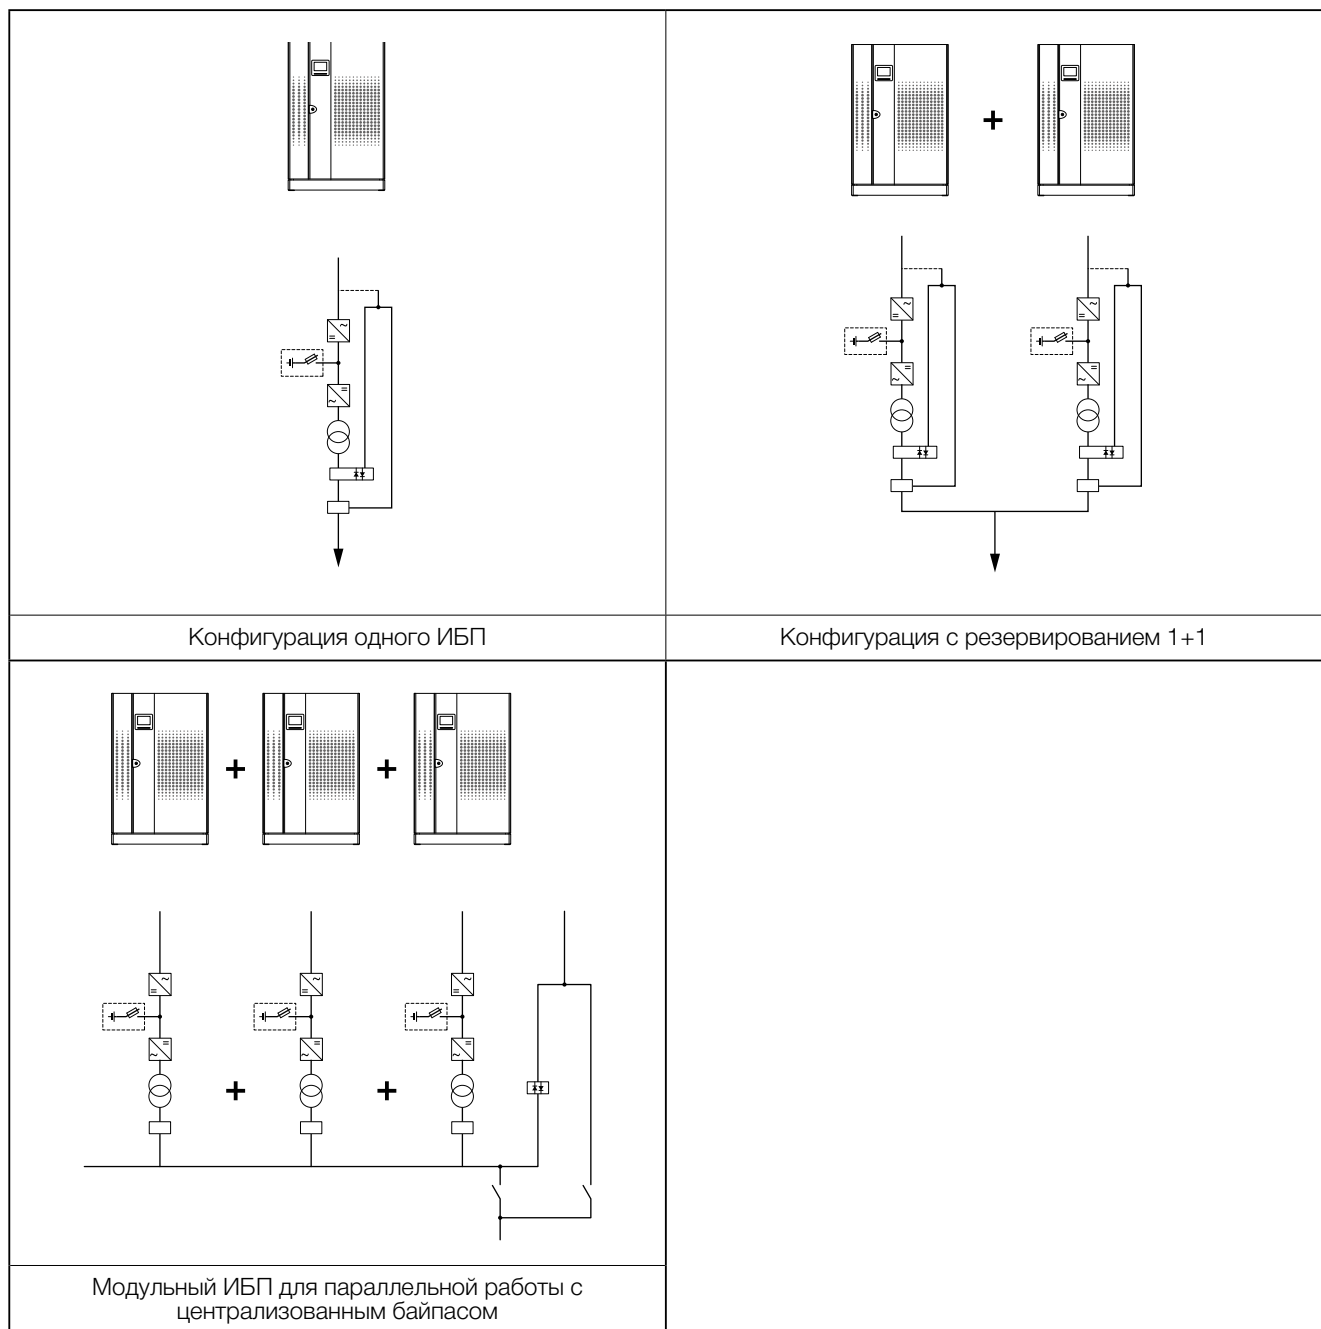 Конфигурация одного ИБП
Конфигурация с резервированием 1+1
Модульный ИБП для параллельной работы с
централизованным байпасом